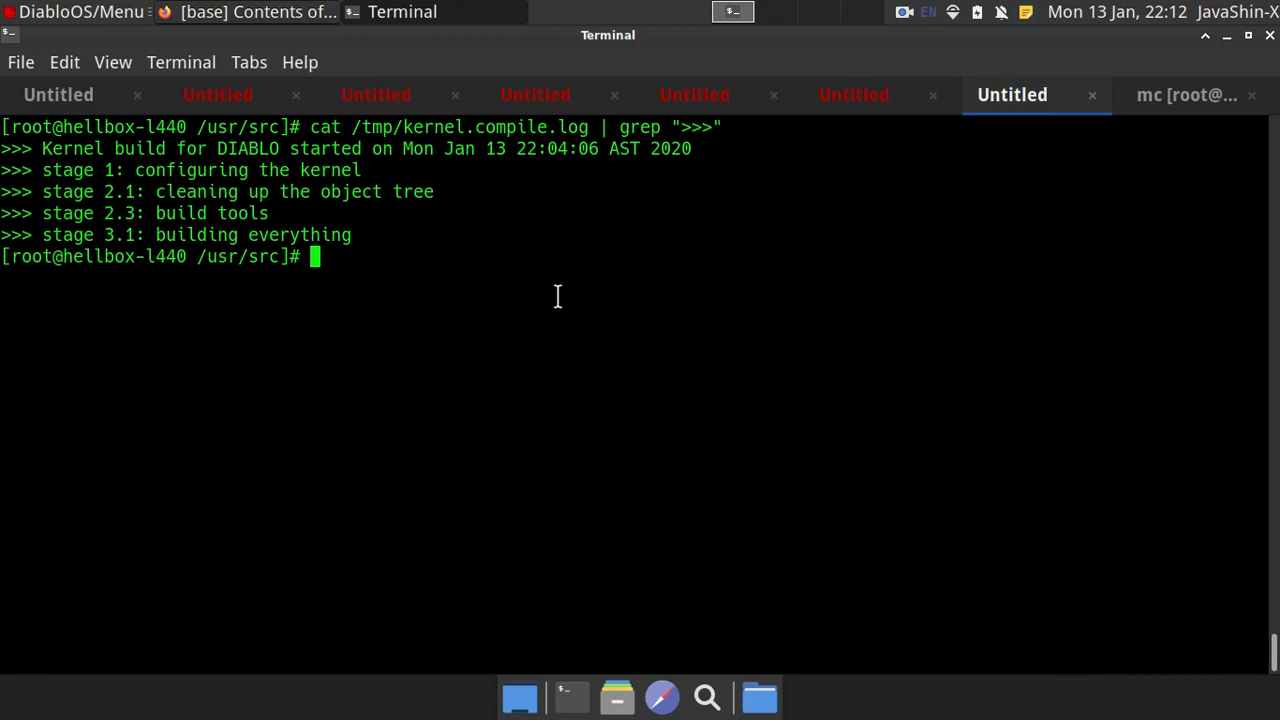 DiabloOS/Menu [base] Contents of... Terminal EN Mon 13 Jan, 22:12 JavaShin-X
Terminal
File Edit View Terminal Tabs Help
Untitled × Untitled × Untitled × Untitled × Untitled × Untitled × Untitled × mc [root@... ×
[root@hellbox-l440 /usr/src]# cat /tmp/kernel.compile.log | grep ">>>"
>>> Kernel build for DIABLO started on Mon Jan 13 22:04:06 AST 2020
>>> stage 1: configuring the kernel
>>> stage 2.1: cleaning up the object tree
>>> stage 2.3: build tools
>>> stage 3.1: building everything
[root@hellbox-l440 /usr/src]#